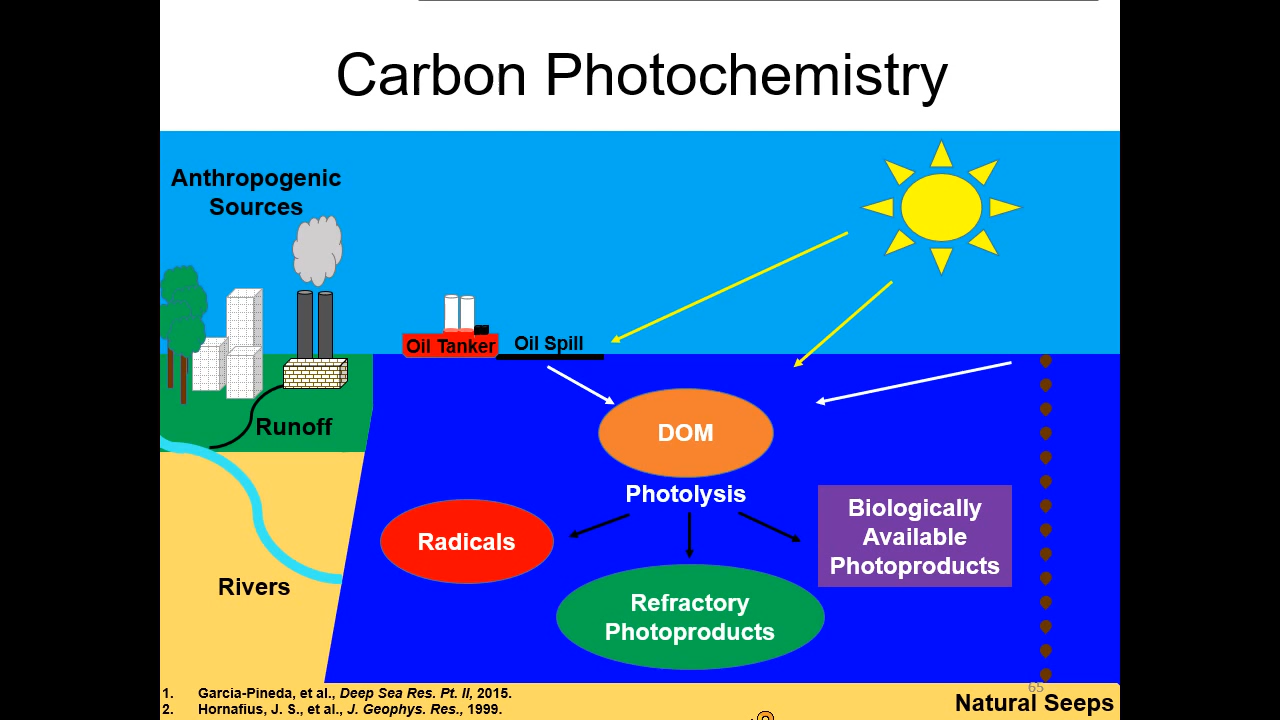 Carbon Photochemistry
Anthropogenic
Sources
Oil Tanker
Oil Spill
Runoff
DOM
Photolysis
Radicals
Biologically
Available
Photoproducts
Refractory
Photoproducts
Rivers
1. Garcia-Pineda, et al., Deep Sea Res. Pt. II, 2015.
2. Hornafius, J. S., et al., J. Geophys. Res., 1999.
65
Natural Seeps